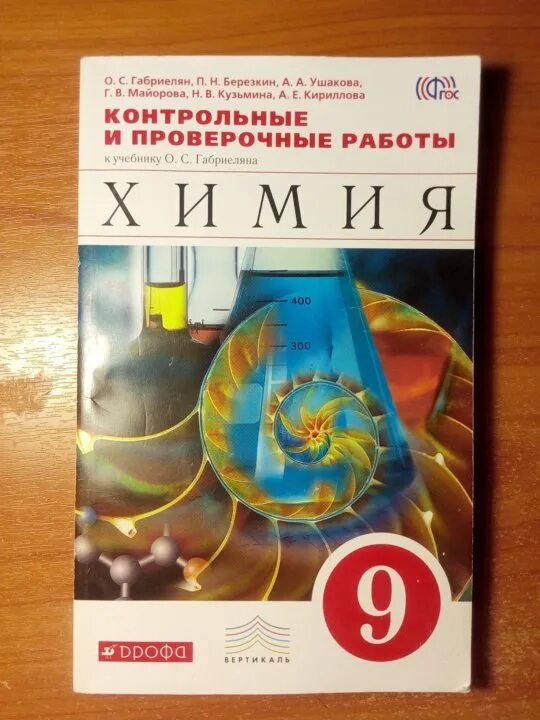 О. С. Габриелян, П. Н. Березкин, А. А. Ушакова,
Г. В. Майорова, Н. В. Кузьмина, А. Е. Кириллова
ФГОС
КОНТРОЛЬНЫЕ
И ПРОВЕРОЧНЫЕ РАБОТЫ
к учебнику О. С. Габриеляна
ХИМИЯ
400
300
9
ДРОФА
ВЕРТИКАЛЬ